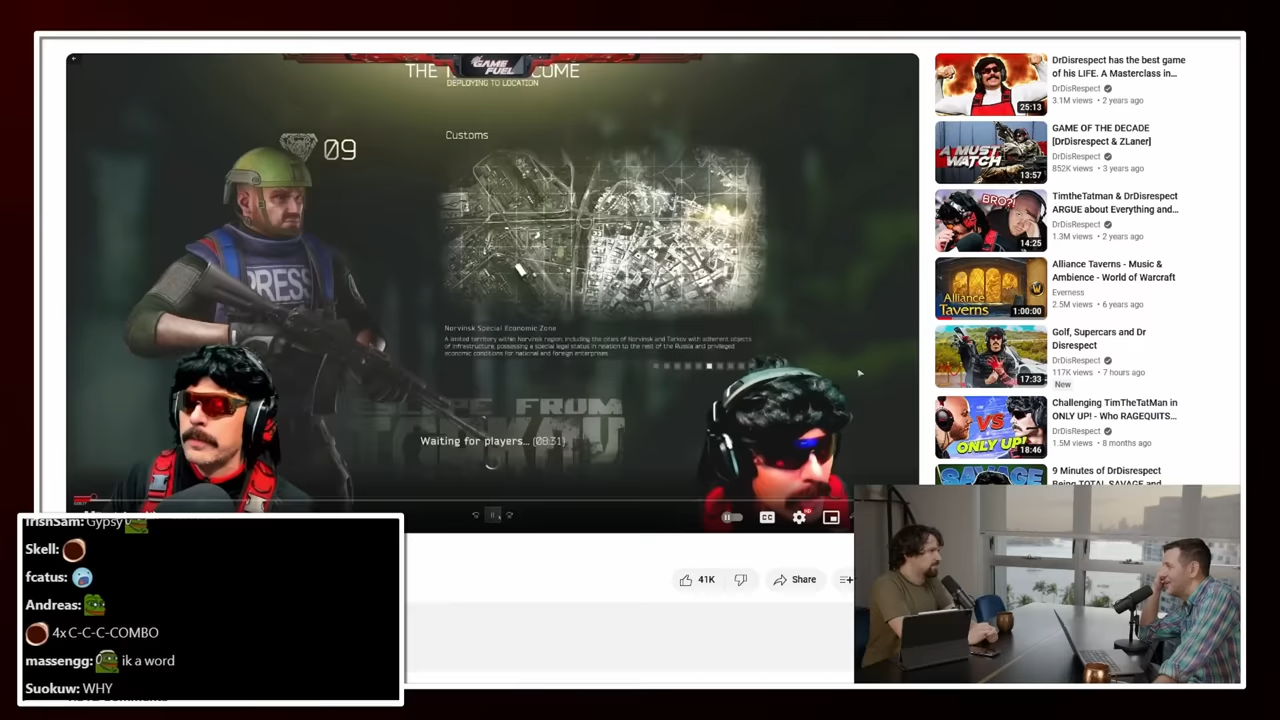 GAME FUEL
THE
COME
DEPLOYING TO LOCATION
09
Customs
PRESS
Norvinsk Special Economic Zone
A limited territory within Norvinsk region, including the cities of Norvinsk and Tarkov with adherent objects
of infrastructure, possessing a special legal status in relation to the rest of the Russia and privileged
economic conditions for national and foreign enterprises
FROM
Waiting for players... (08:31)
CC
HD
41K
Share
25:13
DrDisrespect has the best game
of his LIFE. A Masterclass in...
DrDisRespect
3.1M views • 2 years ago
A MUST
WATCH
13:57
GAME OF THE DECADE
[DrDisrespect & ZLaner]
DrDisRespect
852K views • 3 years ago
BRO?!
14:25
TimtheTatman & DrDisrespect
ARGUE about Everything and...
DrDisRespect
1.3M views • 2 years ago
Alliance
Taverns
1:00:00
Alliance Taverns - Music &
Ambience - World of Warcraft
Everness
2.5M views • 6 years ago
17:33
Golf, Supercars and Dr
Disrespect
DrDisRespect
117K views • 7 hours ago
New
VS
ONLY UP!
18:46
Challenging TimTheTatMan in
ONLY UP! - Who RAGEQUITS...
DrDisRespect
1.5M views • 8 months ago
SAVAGE
9 Minutes of DrDisrespect
Being TOTAL SAVAGE and
IrishSam: Gypsy
Skell:
fcatus:
Andreas:
4x C-C-C-COMBO
massengg: ik a word
Suokuw: WHY